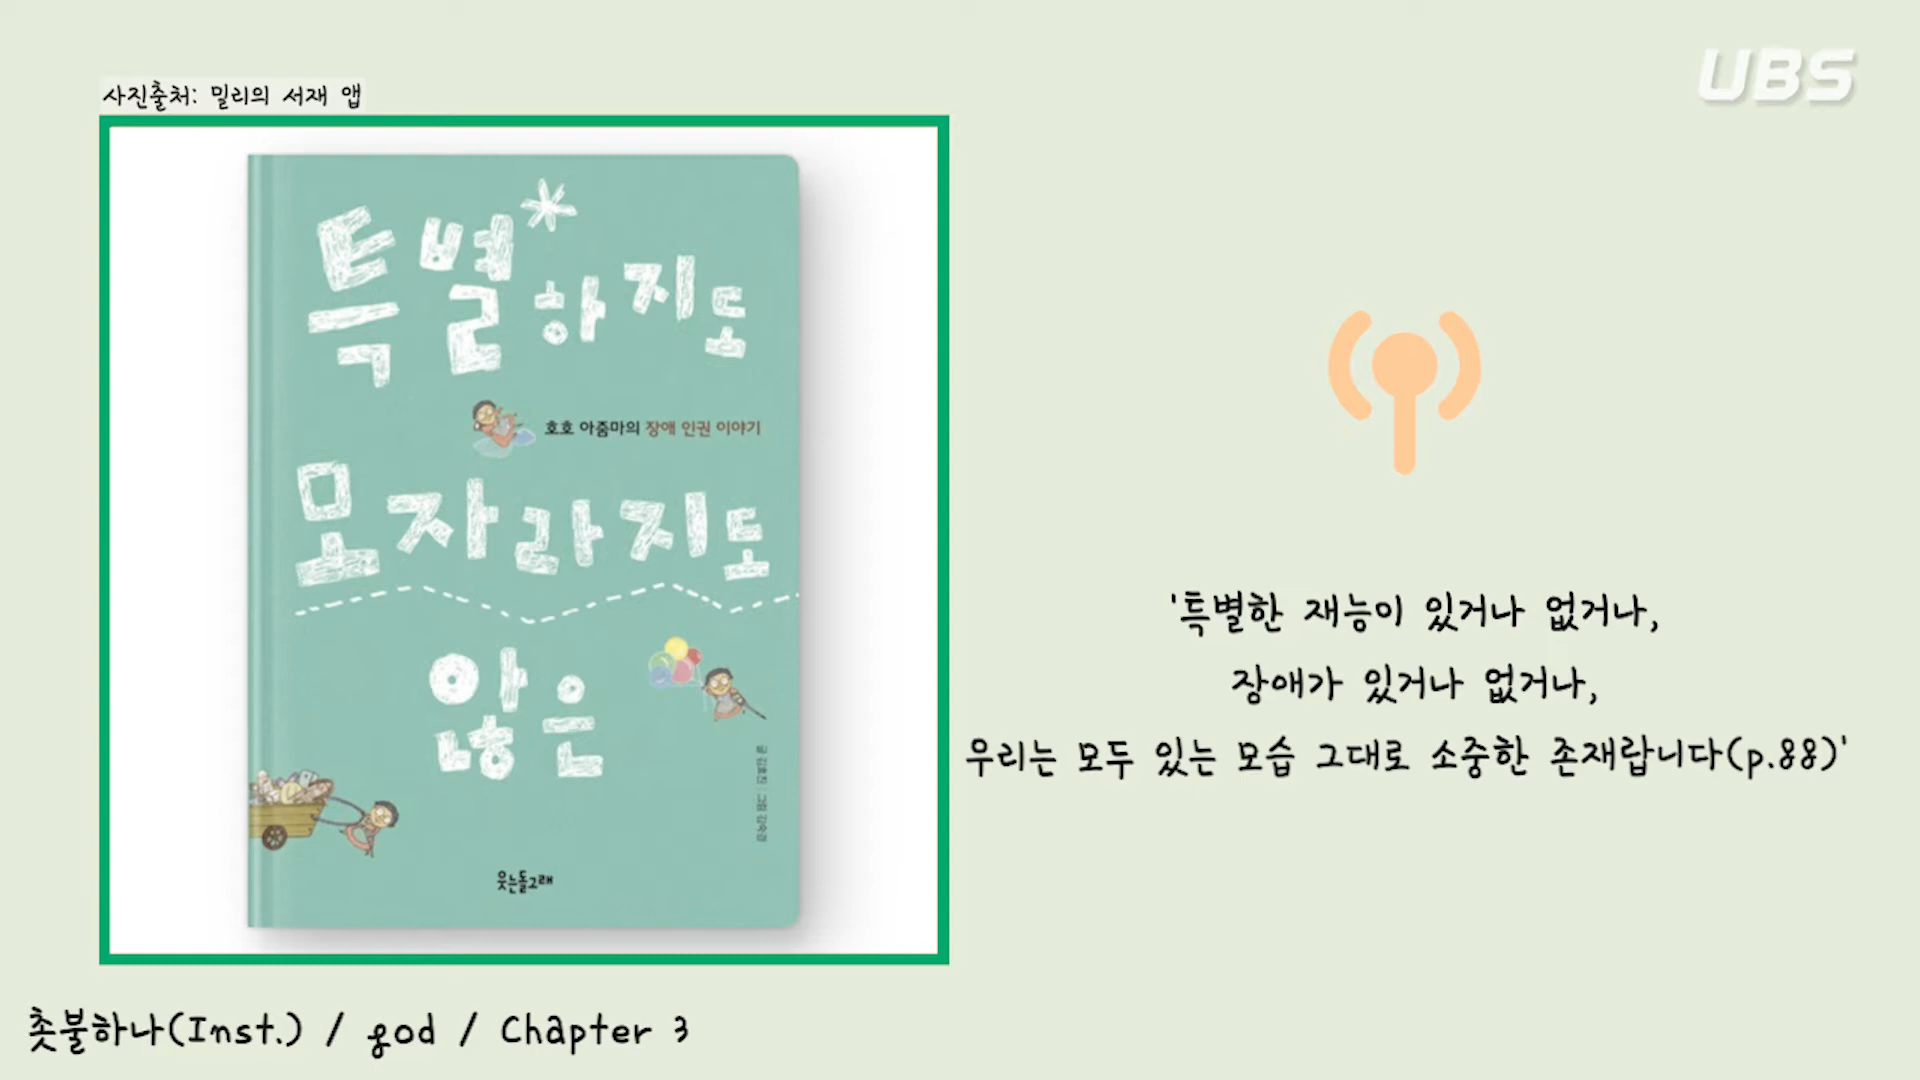 UBS
사진출처: 밀리의 서재 앱
특별하지도
호호 아줌마의 장애 인권 이야기
모자라지도
않은
웃는돌고래
'특별한 재능이 있거나 없거나,
장애가 있거나 없거나,
우리는 모두 있는 모습 그대로 소중한 존재랍니다(p.88)'
촛불하나(Inst.) / god / Chapter 3